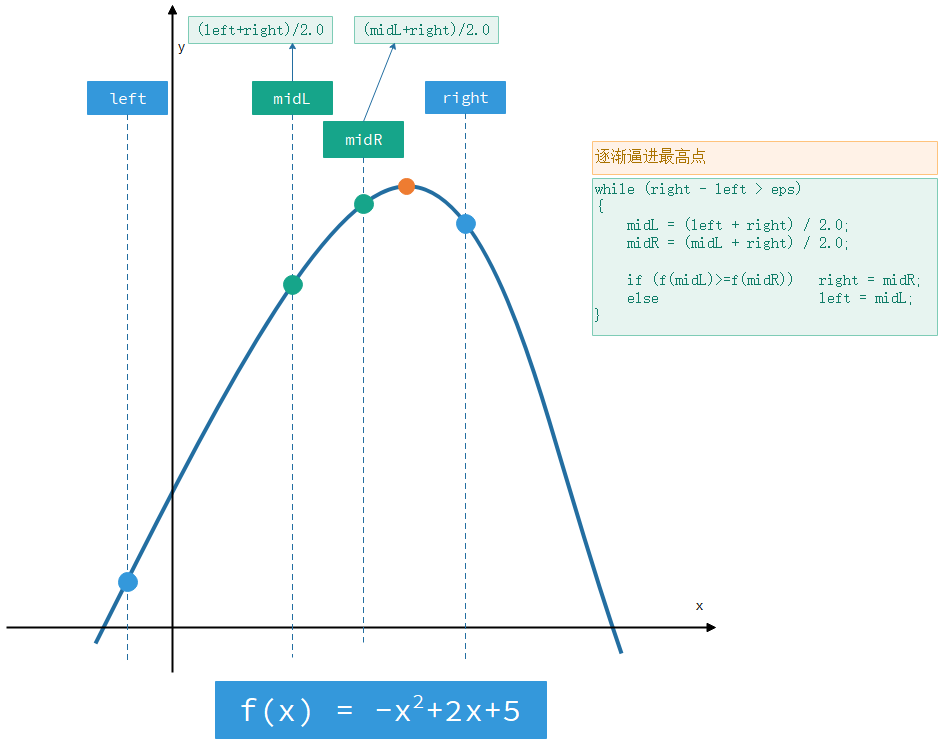 (left+right)/2.0
(midL+right)/2.0
y
left
midL
right
midR
逐渐逼进最高点
while (right - left > eps)
{
midL = (left + right) / 2.0;
midR = (midL + right) / 2.0;
if (f(midL)>=f(midR)) right = midR;
else left = midL;
}
x
f(x) = -x²+2x+5